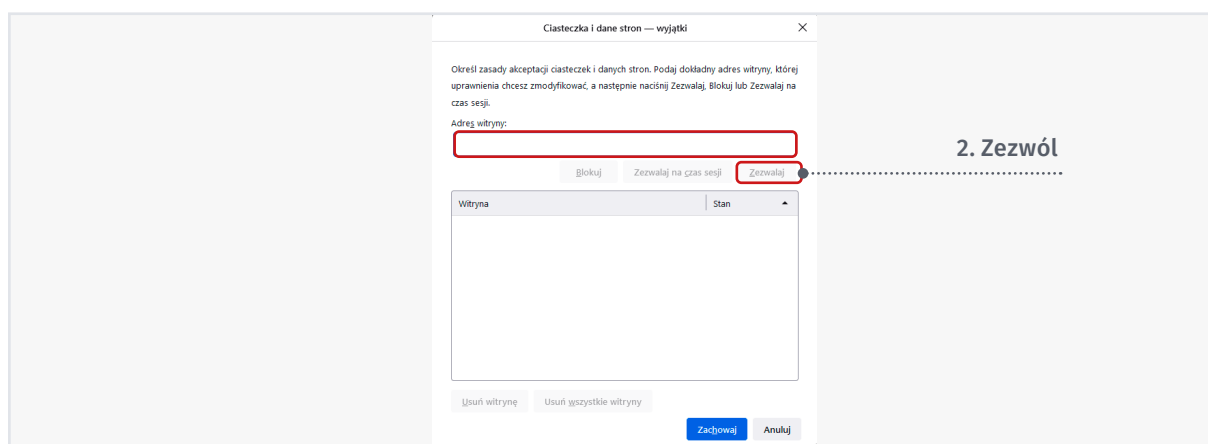 Ciasteczka i dane stron — wyjątki
Określ zasady akceptacji ciasteczek i danych stron. Podaj dokładny adres witryny, której
uprawnienia chcesz zmodyfikować, a następnie naciśnij Zezwalaj, Blokuj lub Zezwalaj na
czas sesji.
Adres witryny:
Blokuj Zezwalaj na czas sesji Zezwalaj
2. Zezwól
Witryna Stan
Usuń witrynę Usuń wszystkie witryny
Zachowaj Anuluj